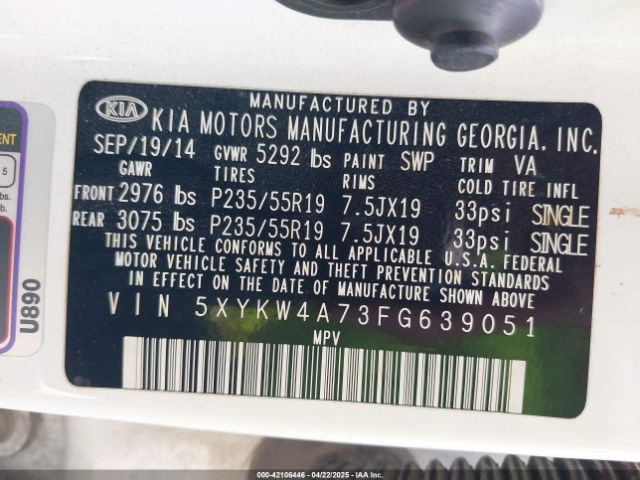 MANUFACTURED BY
KIA KIA MOTORS MANUFACTURING GEORGIA, INC.
SEP/19/14 GVWR 5292 lbs PAINT SWP TRIM VA
GAWR TIRES RIMS COLD TIRE INFL
FRONT 2976 lbs P235/55R19 7.5JX19 33psi SINGLE
REAR 3075 lbs P235/55R19 7.5JX19 33psi SINGLE
THIS VEHICLE CONFORMS TO ALL APPLICABLE U.S.A. FEDERAL
MOTOR VEHICLE SAFETY AND THEFT PREVENTION STANDARDS
IN EFFECT ON THE DATE OF MANUFACTURE SHOWN ABOVE.
VIN 5XYKW4A73FG639051
MPV
5
U890
000-42106446 - 04/22/2025 - IAA Inc.